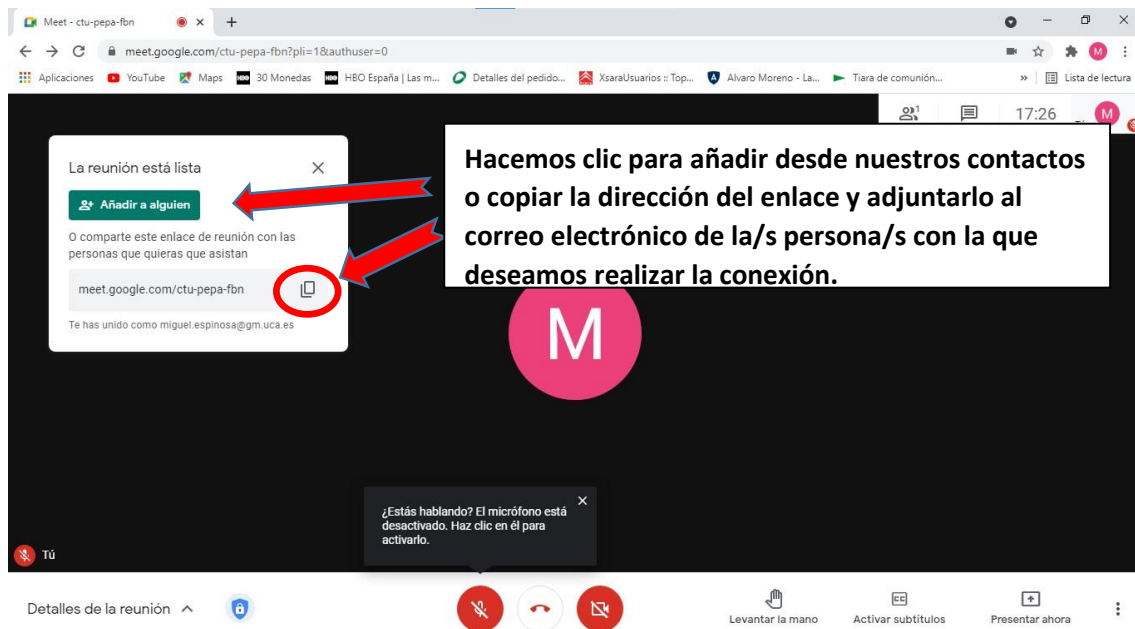 Meet - ctu-pepa-fbn
meet.google.com/ctu-pepa-fbn?pli=1&authuser=0
Aplicaciones YouTube Maps 30 Monedas HBO España | Las m... Detalles del pedido... XsaraUsuarios :: Top... Alvaro Moreno - La... Tiara de comunión... » Lista de lectura
1 17:26 M
La reunión está lista
Añadir a alguien
O comparte este enlace de reunión con las
personas que quieras que asistan
meet.google.com/ctu-pepa-fbn
Te has unido como miguel.espinosa@gm.uca.es
Hacemos clic para añadir desde nuestros contactos
o copiar la dirección del enlace y adjuntarlo al
correo electrónico de la/s persona/s con la que
deseamos realizar la conexión.
M
¿Estás hablando? El micrófono está
desactivado. Haz clic en él para
activarlo.
Tú
Detalles de la reunión
Levantar la mano
CC
Activar subtítulos
Presentar ahora